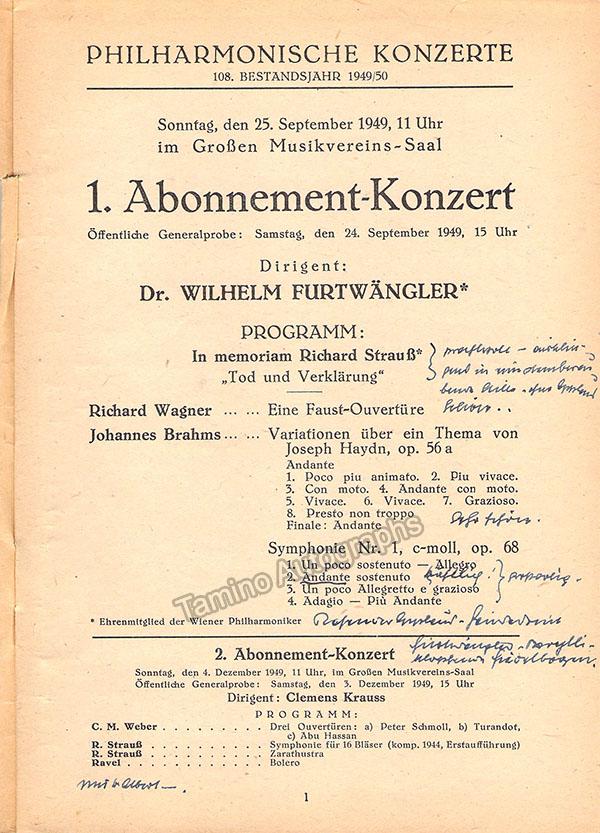 PHILHARMONISCHE KONZERTE
108. BESTANDSJAHR 1949/50
Sonntag, den 25. September 1949, 11 Uhr
im Großen Musikvereins-Saal
1. Abonnement-Konzert
Öffentliche Generalprobe: Samstag, den 24. September 1949, 15 Uhr
Dirigent:
Dr. WILHELM FURTWÄNGLER*
PROGRAMM:
In memoriam Richard Strauß*
„Tod und Verklärung“
Richard Wagner ... ... Eine Faust-Ouvertüre
Johannes Brahms ... ... Variationen über ein Thema von
Joseph Haydn, op. 56 a
Andante
1. Poco piu animato. 2. Piu vivace.
3. Con moto. 4. Andante con moto.
5. Vivace. 6. Vivace. 7. Grazioso.
8. Presto non troppo
Finale: Andante
Sehr schön.
Symphonie Nr. 1, c-moll, op. 68
1. Un poco sostenuto — Allegro
2. Andante sostenuto
3. Un poco Allegretto e grazioso
4. Adagio — Più Andante
Tamino Autographs
* Ehrenmitglied der Wiener Philharmoniker
2. Abonnement-Konzert
Sonntag, den 4. Dezember 1949, 11 Uhr, im Großen Musikvereins-Saal
Öffentliche Generalprobe: Samstag, den 3. Dezember 1949, 15 Uhr
Dirigent: Clemens Krauss
PROGRAMM:
C. M. Weber . . . . . . . . . . Drei Ouvertüren: a) Peter Schmoll, b) Turandot,
c) Abu Hassan
R. Strauß . . . . . . . . . . Symphonie für 16 Bläser (komp. 1944, Erstaufführung)
R. Strauß . . . . . . . . . . Zarathustra
Ravel . . . . . . . . . . Bolero
1